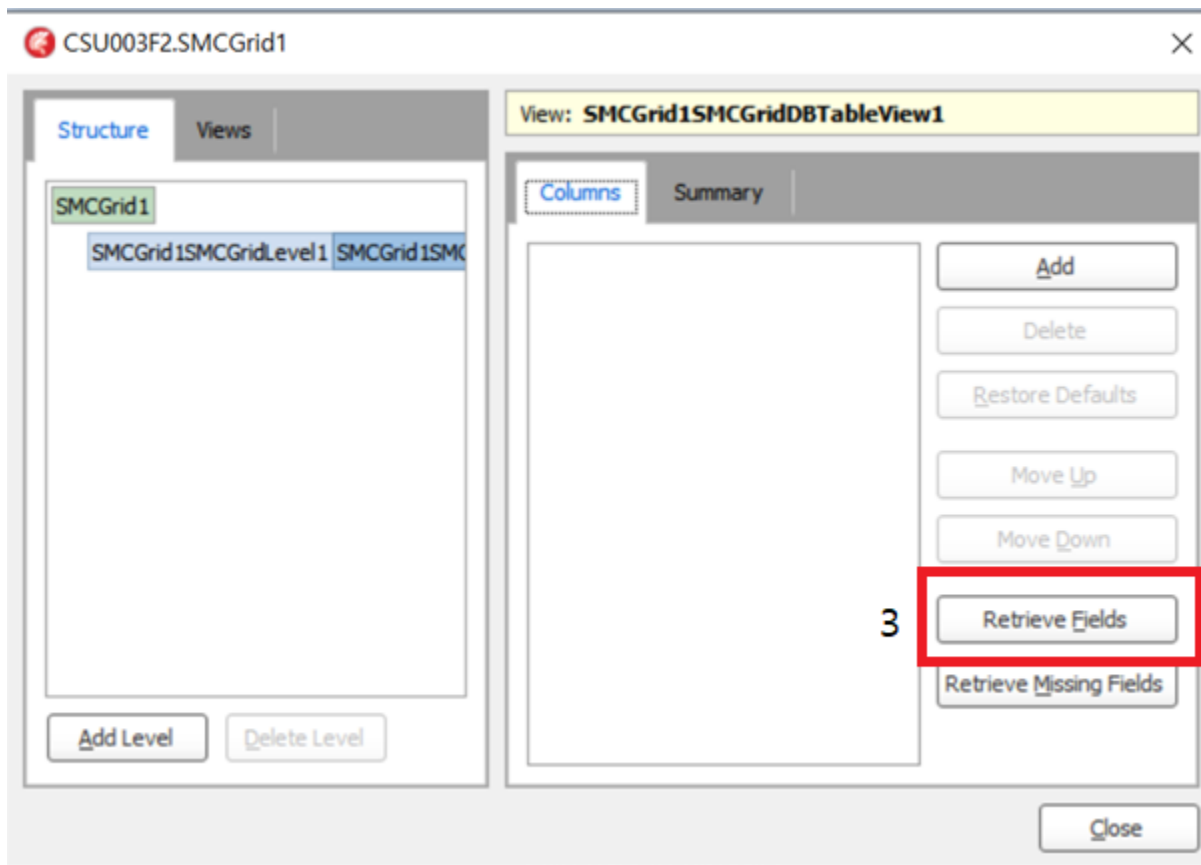 CSU003F2.SMCGrid1
Structure
Views
SMCGrid1
SMCGrid1SMCGridLevel1 SMCGrid1SMC
Add Level
Delete Level
View: SMCGrid1SMCGridDBTableView1
Columns
Summary
Add
Delete
Restore Defaults
Move Up
Move Down
3
Retrieve Fields
Retrieve Missing Fields
Close